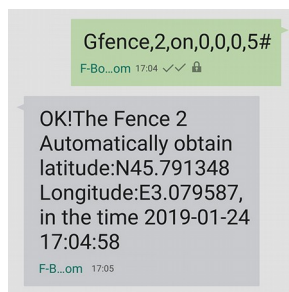 Gfence,2,on,0,0,0,5#
F-Bo...om 17:04
OK!The Fence 2
Automatically obtain
latitude:N45.791348
Longitude:E3.079587,
in the time 2019-01-24
17:04:58
F-B...om 17:05